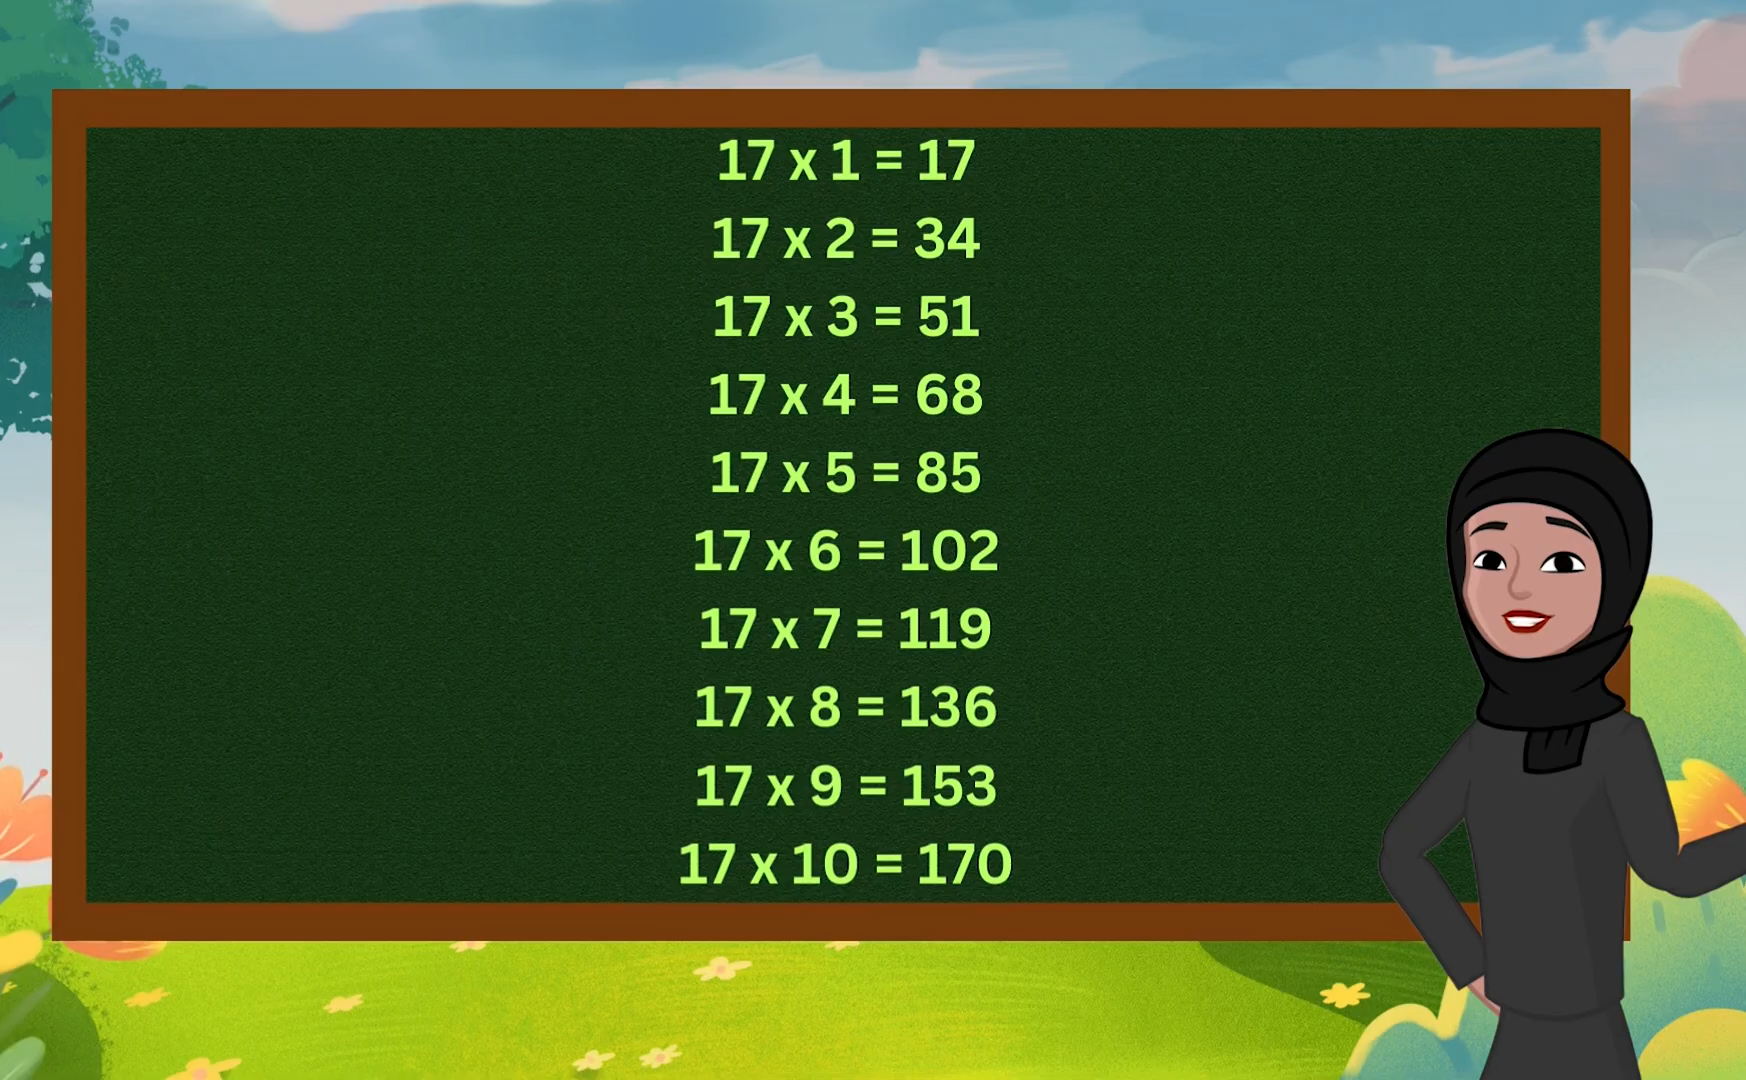 17 x 1 = 17
17 x 2 = 34
17 x 3 = 51
17 x 4 = 68
17 x 5 = 85
17 x 6 = 102
17 x 7 = 119
17 x 8 = 136
17 x 9 = 153
17 x 10 = 170